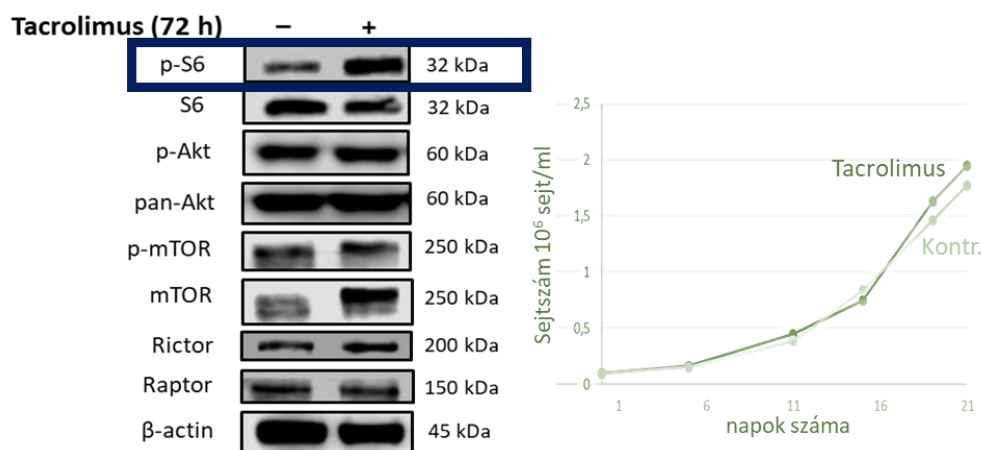 Tacrolimus (72 h) – +
p-S6 32 kDa
S6 32 kDa
p-Akt 60 kDa
pan-Akt 60 kDa
p-mTOR 250 kDa
mTOR 250 kDa
Rictor 200 kDa
Raptor 150 kDa
β-actin 45 kDa
Sejtszám 10⁶ sejt/ml
2,5
2
1,5
1
0,5
0
Tacrolimus
Kontr.
1 6 11 16 21
napok száma